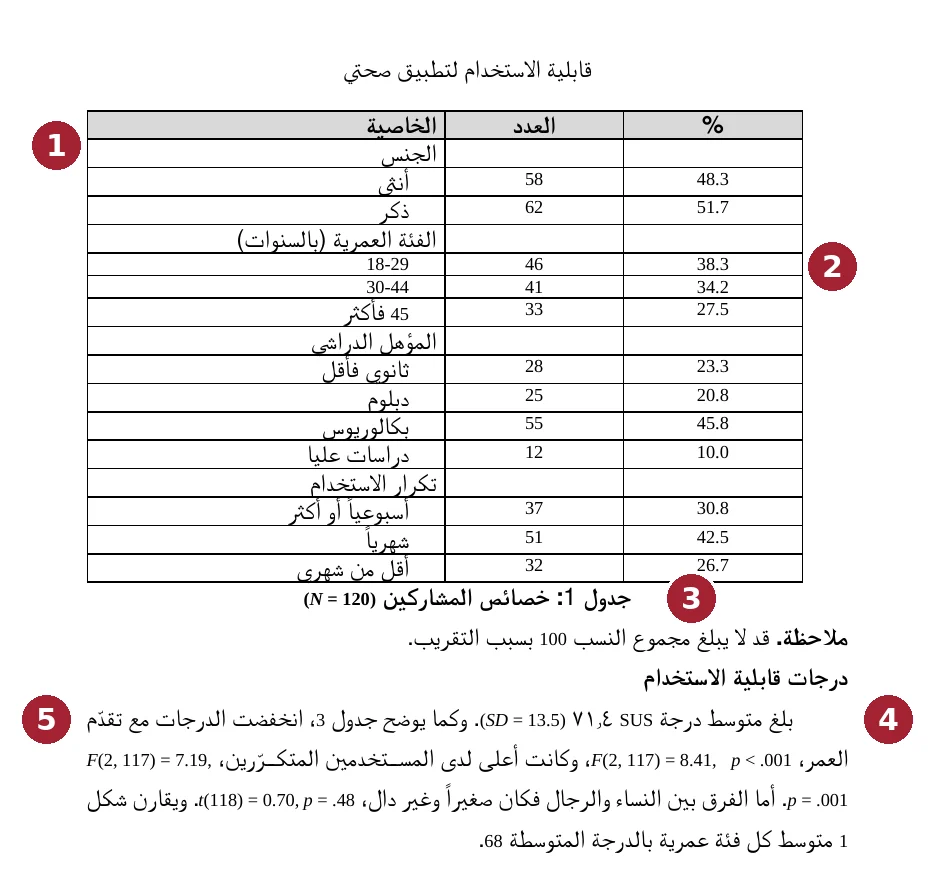 قابلية الاستخدام لتطبيق صحتي
الخاصية العدد %
1
الجنس
أنثى 58 48.3
ذكر 62 51.7
الفئة العمرية (بالسنوات)
18-29 46 38.3
2
30-44 41 34.2
45 فأكثر 33 27.5
المؤهل الدراسي
ثانوي فأقل 28 23.3
دبلوم 25 20.8
بكالوريوس 55 45.8
دراسات عليا 12 10.0
تكرار الاستخدام
أسبوعياً أو أكثر 37 30.8
شهرياً 51 42.5
أقل من شهري 32 26.7
3
جدول 1: خصائص المشاركين (N = 120)
ملاحظة. قد لا يبلغ مجموع النسب 100 بسبب التقريب.
درجات قابلية الاستخدام
4
بلغ متوسط درجة SUS ٧١٫٤ (SD = 13.5). وكما يوضح جدول 3، انخفضت الدرجات مع تقدّم
5
العمر، F(2, 117) = 8.41, p < .001، وكانت أعلى لدى المستخدمين المتكرّرين، F(2, 117) = 7.19,
p = .001. أما الفرق بين النساء والرجال فكان صغيراً وغير دال، t(118) = 0.70, p = .48. ويقارن شكل
1 متوسط كل فئة عمرية بالدرجة المتوسطة 68.